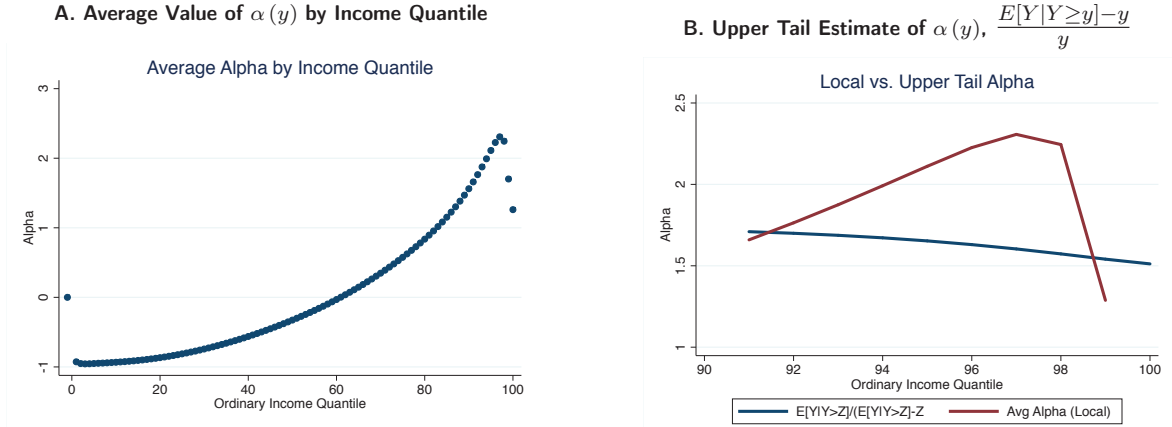 A. Average Value of α (y) by Income Quantile
Average Alpha by Income Quantile
3
2
1
0
-1
Alpha
0 20 40 60 80 100
Ordinary Income Quantile
B. Upper Tail Estimate of α (y), E[Y|Y≥y]−y / y
Local vs. Upper Tail Alpha
2.5
2
1.5
1
Alpha
90 92 94 96 98 100
Ordinary Income Quantile
E[Y|Y>Z]/(E[Y|Y>Z]-Z Avg Alpha (Local)